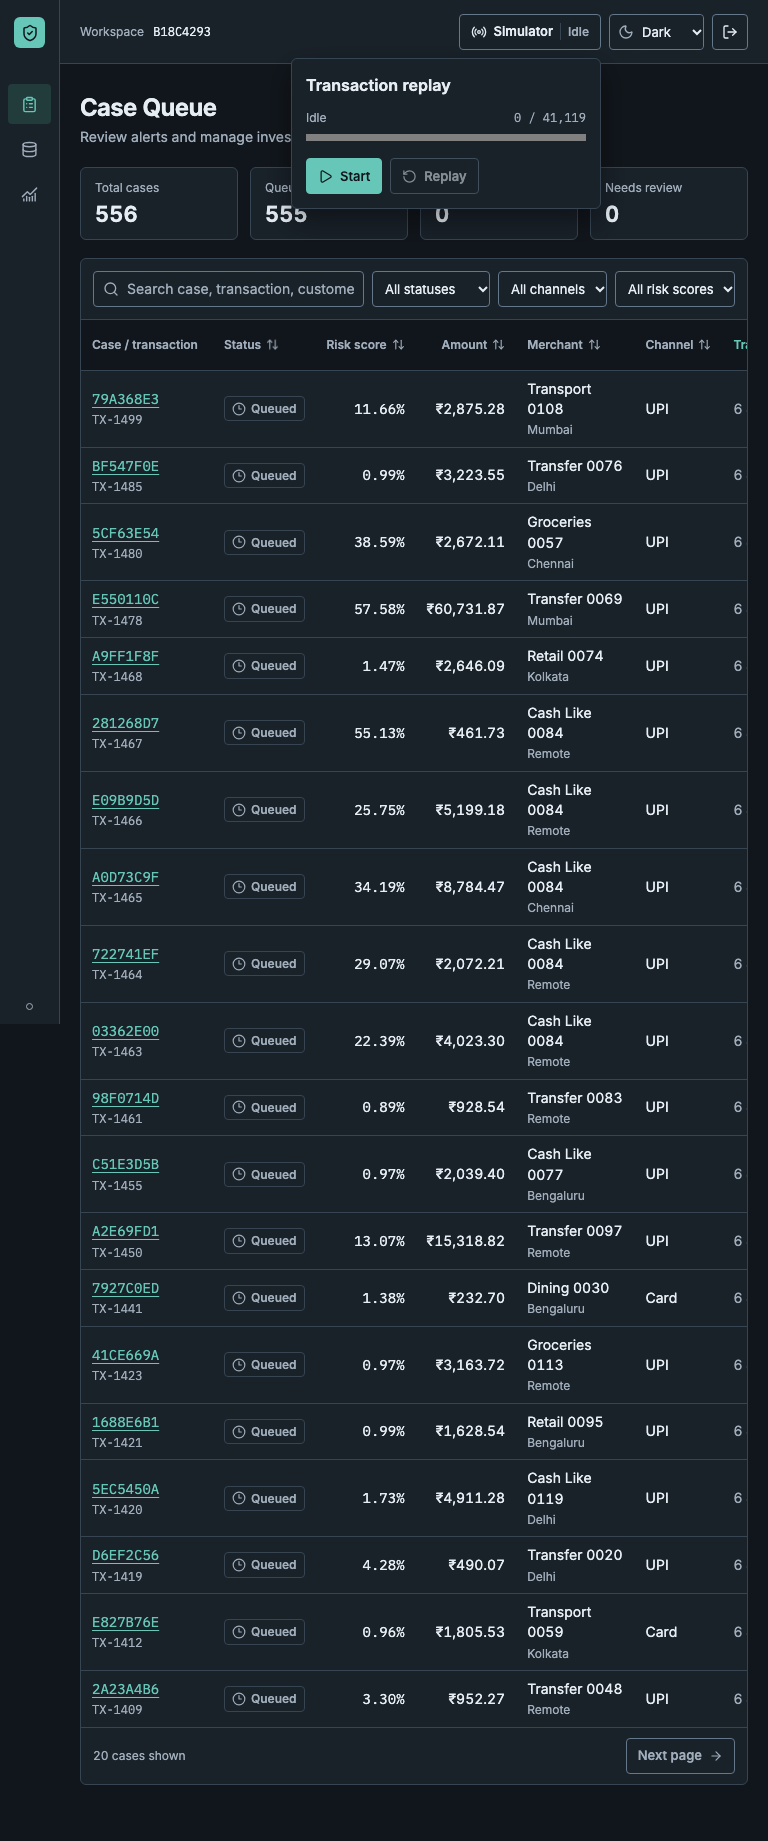 Workspace B18C4293
Simulator Idle
Dark
Transaction replay
Idle 0 / 41,119
Start Replay
Case Queue
Review alerts and manage inves
Total cases
556
Queu
555
0
Needs review
0
Search case, transaction, custome
All statuses
All channels
All risk scores
Case / transaction Status Risk score Amount Merchant Channel Tra
79A368E3 Queued 11.66% ₹2,875.28 Transport 0108 UPI 6
TX-1499 Mumbai
BF547F0E Queued 0.99% ₹3,223.55 Transfer 0076 UPI 6
TX-1485 Delhi
5CF63E54 Queued 38.59% ₹2,672.11 Groceries 0057 UPI 6
TX-1480 Chennai
E550110C Queued 57.58% ₹60,731.87 Transfer 0069 UPI 6
TX-1478 Mumbai
A9FF1F8F Queued 1.47% ₹2,646.09 Retail 0074 UPI 6
TX-1468 Kolkata
281268D7 Queued 55.13% ₹461.73 Cash Like 0084 UPI 6
TX-1467 Remote
E09B9D5D Queued 25.75% ₹5,199.18 Cash Like 0084 UPI 6
TX-1466 Remote
A0D73C9F Queued 34.19% ₹8,784.47 Cash Like 0084 UPI 6
TX-1465 Chennai
722741EF Queued 29.07% ₹2,072.21 Cash Like 0084 UPI 6
TX-1464 Remote
03362E00 Queued 22.39% ₹4,023.30 Cash Like 0084 UPI 6
TX-1463 Remote
98F0714D Queued 0.89% ₹928.54 Transfer 0083 UPI 6
TX-1461 Remote
C51E3D5B Queued 0.97% ₹2,039.40 Cash Like 0077 UPI 6
TX-1455 Bengaluru
A2E69FD1 Queued 13.07% ₹15,318.82 Transfer 0097 UPI 6
TX-1450 Remote
7927C0ED Queued 1.38% ₹232.70 Dining 0030 Card 6
TX-1441 Bengaluru
41CE669A Queued 0.97% ₹3,163.72 Groceries 0113 UPI 6
TX-1423 Remote
1688E6B1 Queued 0.99% ₹1,628.54 Retail 0095 UPI 6
TX-1421 Bengaluru
5EC5450A Queued 1.73% ₹4,911.28 Cash Like 0119 UPI 6
TX-1420 Delhi
D6EF2C56 Queued 4.28% ₹490.07 Transfer 0020 UPI 6
TX-1419 Delhi
E827B76E Queued 0.96% ₹1,805.53 Transport 0059 Card 6
TX-1412 Kolkata
2A23A4B6 Queued 3.30% ₹952.27 Transfer 0048 UPI 6
TX-1409 Remote
20 cases shown Next page